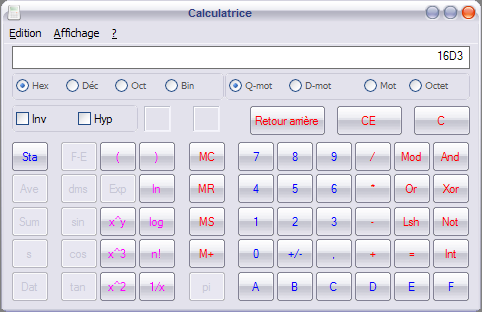 Calculatrice
Edition Affichage ?
16D3
Hex Déc Oct Bin Q-mot D-mot Mot Octet
Inv Hyp Retour arrière CE C
Sta F-E ( ) MC 7 8 9 / Mod And
Ave dms Exp ln MR 4 5 6 * Or Xor
Sum sin x^y log MS 1 2 3 - Lsh Not
s cos x^3 n! M+ 0 +/- , + = Int
Dat tan x^2 1/x pi A B C D E F